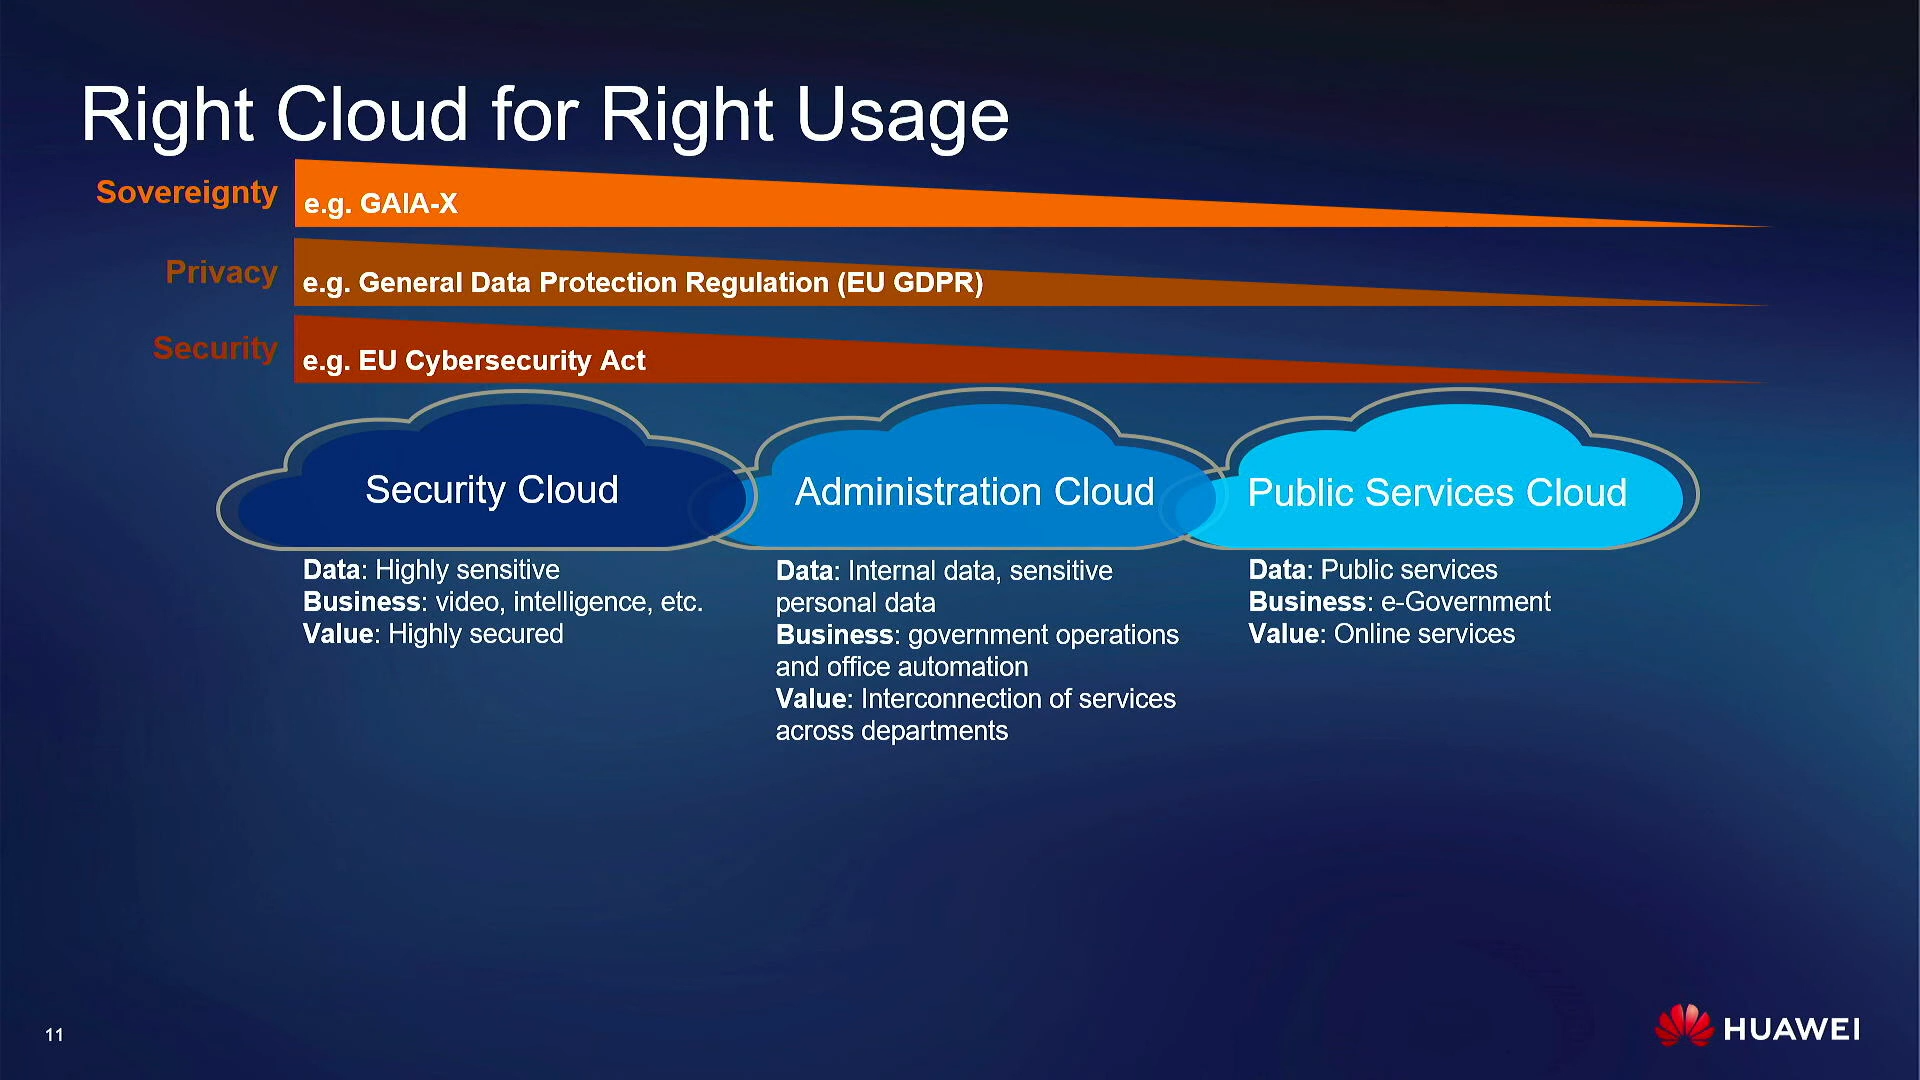 Right Cloud for Right Usage
Sovereignty
e.g. GAIA-X
Privacy
e.g. General Data Protection Regulation (EU GDPR)
Security
e.g. EU Cybersecurity Act
Security Cloud
Data: Highly sensitive
Business: video, intelligence, etc.
Value: Highly secured
Administration Cloud
Data: Internal data, sensitive
personal data
Business: government operations
and office automation
Value: Interconnection of services
across departments
Public Services Cloud
Data: Public services
Business: e-Government
Value: Online services
11
HUAWEI